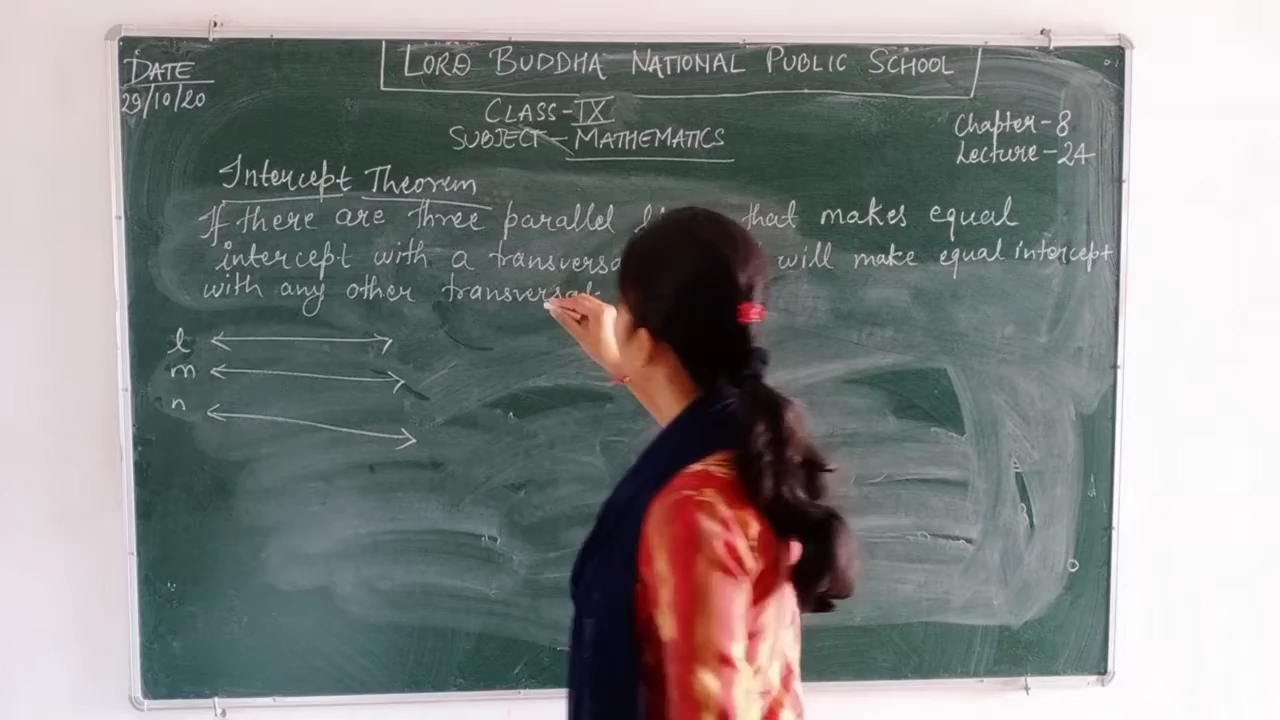 DATE
29/10/20
LORD BUDDHA NATIONAL PUBLIC SCHOOL
CLASS-IX
SUBJECT-MATHEMATICS
Chapter-8
Lecture-24
Intercept Theorem
If there are three parallel that makes equal
intercept with a will make equal intercept
with any other transversal.
l
m
n